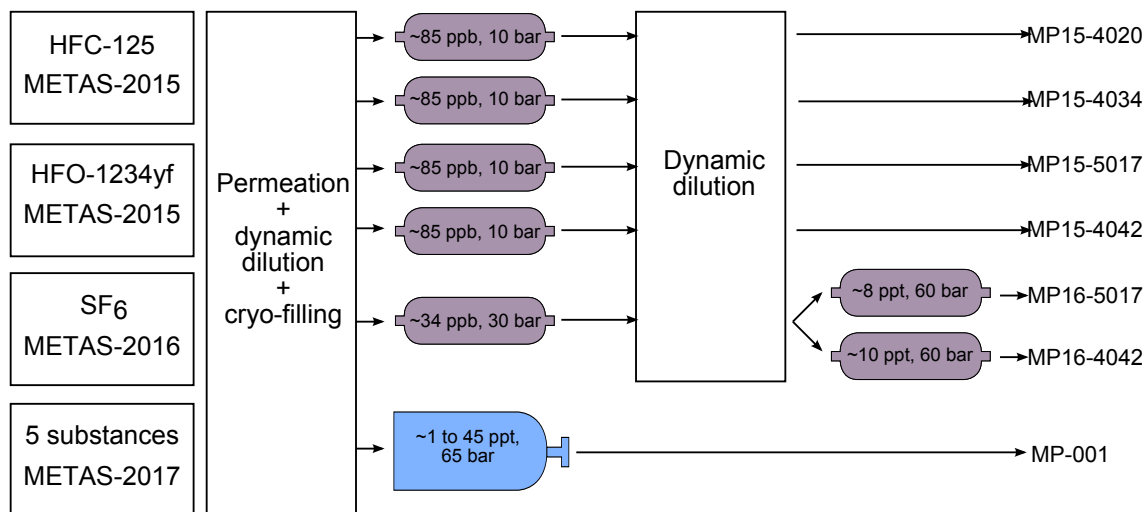 HFC-125
METAS-2015
HFO-1234yf
METAS-2015
SF6
METAS-2016
5 substances
METAS-2017
Permeation
+
dynamic
dilution
+
cryo-filling
~85 ppb, 10 bar
~85 ppb, 10 bar
~85 ppb, 10 bar
~85 ppb, 10 bar
~34 ppb, 30 bar
~1 to 45 ppt,
65 bar
Dynamic
dilution
~8 ppt, 60 bar
~10 ppt, 60 bar
MP15-4020
MP15-4034
MP15-5017
MP15-4042
MP16-5017
MP16-4042
MP-001